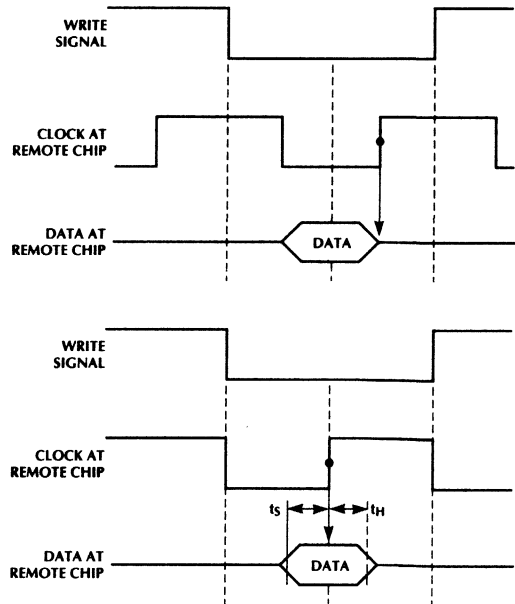 WRITE
SIGNAL
CLOCK AT
REMOTE CHIP
DATA AT
REMOTE CHIP
DATA
WRITE
SIGNAL
CLOCK AT
REMOTE CHIP
tS
tH
DATA AT
REMOTE CHIP
DATA